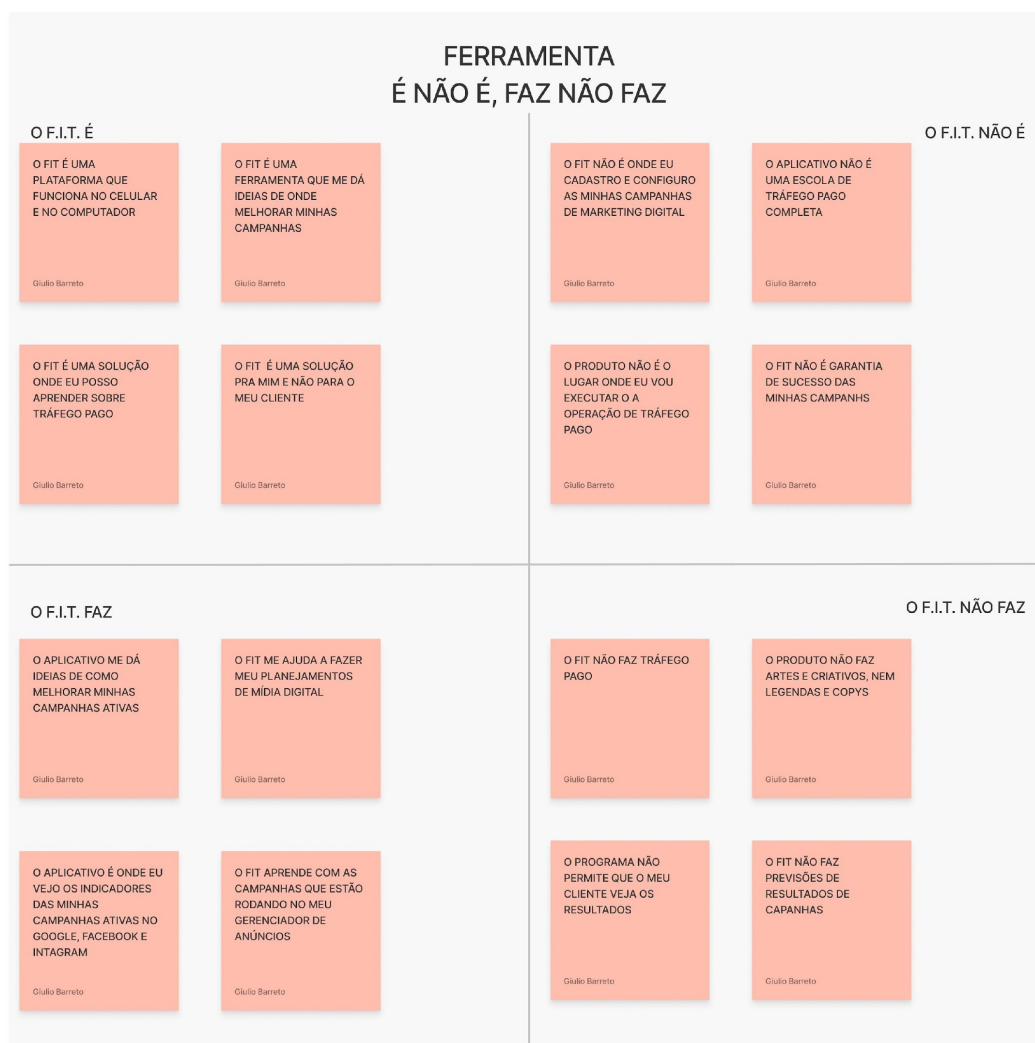 FERRAMENTA
É NÃO É, FAZ NÃO FAZ
O F.I.T. É
O FIT É UMA
PLATAFORMA QUE
FUNCIONA NO CELULAR
E NO COMPUTADOR
Giulio Barreto
O FIT É UMA
FERRAMENTA QUE ME DÁ
IDEIAS DE ONDE
MELHORAR MINHAS
CAMPANHAS
Giulio Barreto
O FIT É UMA SOLUÇÃO
ONDE EU POSSO
APRENDER SOBRE
TRÁFEGO PAGO
Giulio Barreto
O FIT  É UMA SOLUÇÃO
PRA MIM E NÃO PARA O
MEU CLIENTE
Giulio Barreto
O F.I.T. NÃO É
O FIT NÃO É ONDE EU
CADASTRO E CONFIGURO
AS MINHAS CAMPANHAS
DE MARKETING DIGITAL
Giulio Barreto
O APLICATIVO NÃO É
UMA ESCOLA DE
TRÁFEGO PAGO
COMPLETA
Giulio Barreto
O PRODUTO NÃO É O
LUGAR ONDE EU VOU
EXECUTAR O A
OPERAÇÃO DE TRÁFEGO
PAGO
Giulio Barreto
O FIT NÃO É GARANTIA
DE SUCESSO DAS
MINHAS CAMPANHS
Giulio Barreto
O F.I.T. FAZ
O APLICATIVO ME DÁ
IDEIAS DE COMO
MELHORAR MINHAS
CAMPANHAS ATIVAS
Giulio Barreto
O FIT ME AJUDA A FAZER
MEU PLANEJAMENTOS
DE MÍDIA DIGITAL
Giulio Barreto
O APLICATIVO É ONDE EU
VEJO OS INDICADORES
DAS MINHAS
CAMPANHAS ATIVAS NO
GOOGLE, FACEBOOK E
INTAGRAM
Giulio Barreto
O FIT APRENDE COM AS
CAMPANHAS QUE ESTÃO
RODANDO NO MEU
GERENCIADOR DE
ANÚNCIOS
Giulio Barreto
O F.I.T. NÃO FAZ
O FIT NÃO FAZ TRÁFEGO
PAGO
Giulio Barreto
O PRODUTO NÃO FAZ
ARTES E CRIATIVOS, NEM
LEGENDAS E COPYS
Giulio Barreto
O PROGRAMA NÃO
PERMITE QUE O MEU
CLIENTE VEJA OS
RESULTADOS
Giulio Barreto
O FIT NÃO FAZ
PREVISÕES DE
RESULTADOS DE
CAPANHAS
Giulio Barreto